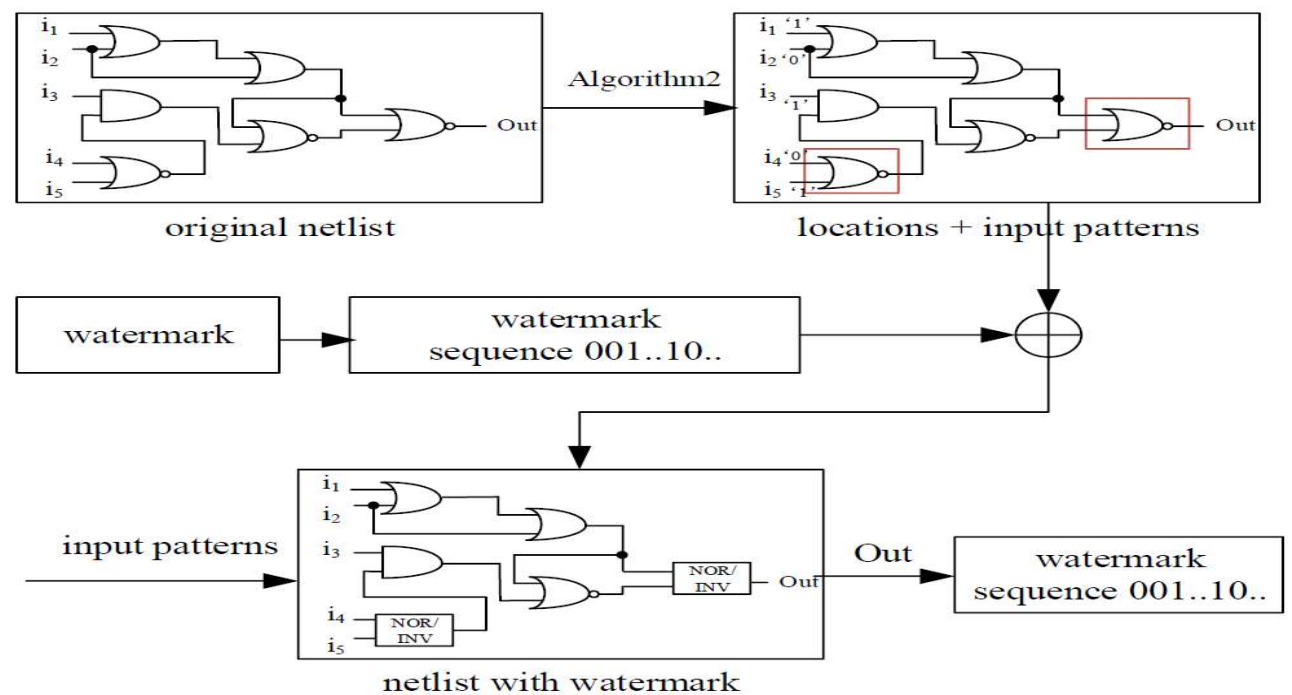 i1
i2
i3
i4
i5
Out
original netlist
Algorithm2
i1 ‘1’
i2 ‘0’
i3 ‘1’
i4 ‘0’
i5 ‘1’
Out
locations + input patterns
watermark
watermark
sequence 001..10..
input patterns
i1
i2
i3
i4
i5
NOR/
INV
NOR/
INV
Out
netlist with watermark
Out
watermark
sequence 001..10..